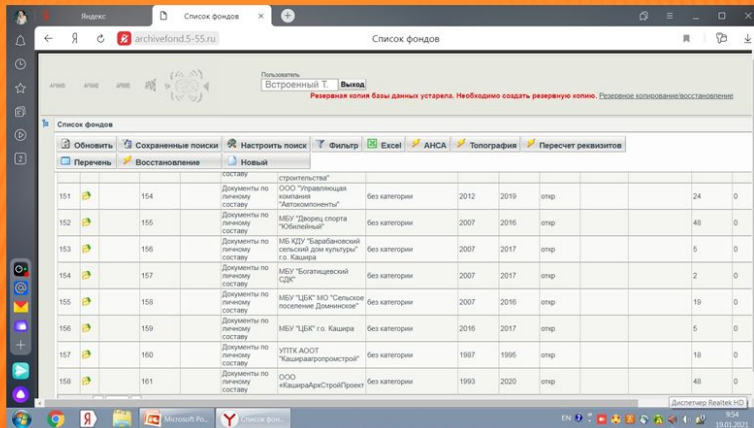 Яндекс
Список фондов
archivefond.5-55.ru
Список фондов
Пользователь
Встроенный Т. Выход
Резервная копия базы данных устарела. Необходимо создать резервную копию. Резервное копирование/восстановление
Список фондов
Обновить Сохраненные поиски Настроить поиск Фильтр Excel АНСА Топография Пересчет реквизитов
Перечень Восстановление Новый
составу строительства"
151 154 Документы по личному составу ООО "Управляющая компания "Автокомпоненты" без категории 2012 2019 откр 24 0
152 155 Документы по личному составу МБУ "Дворец спорта "Юбилейный" без категории 2007 2016 откр 48 0
153 156 Документы по личному составу МБ КДУ "Барабановский сельский дом культуры" г.о. Кашира без категории 2007 2017 откр 5 0
154 157 Документы по личному составу МБУ "Богатищевский СДК" без категории 2007 2017 откр 2 0
155 158 Документы по личному составу МБУ "ЦБК" МО "Сельское поселение Домнинское" без категории 2007 2016 откр 19 0
156 159 Документы по личному составу МБУ "ЦБК" г.о. Кашира без категории 2016 2017 откр 5 0
157 160 Документы по личному составу УПТК АООТ "Кашираагропромстрой" без категории 1987 1995 откр 18 0
158 161 Документы по личному составу ООО «КашираАрхСтройПроект без категории 1993 2020 откр 48 0
Диспетчер Realtek HD
Microsoft Po... Список фон...
EN 9:54
19.01.2021